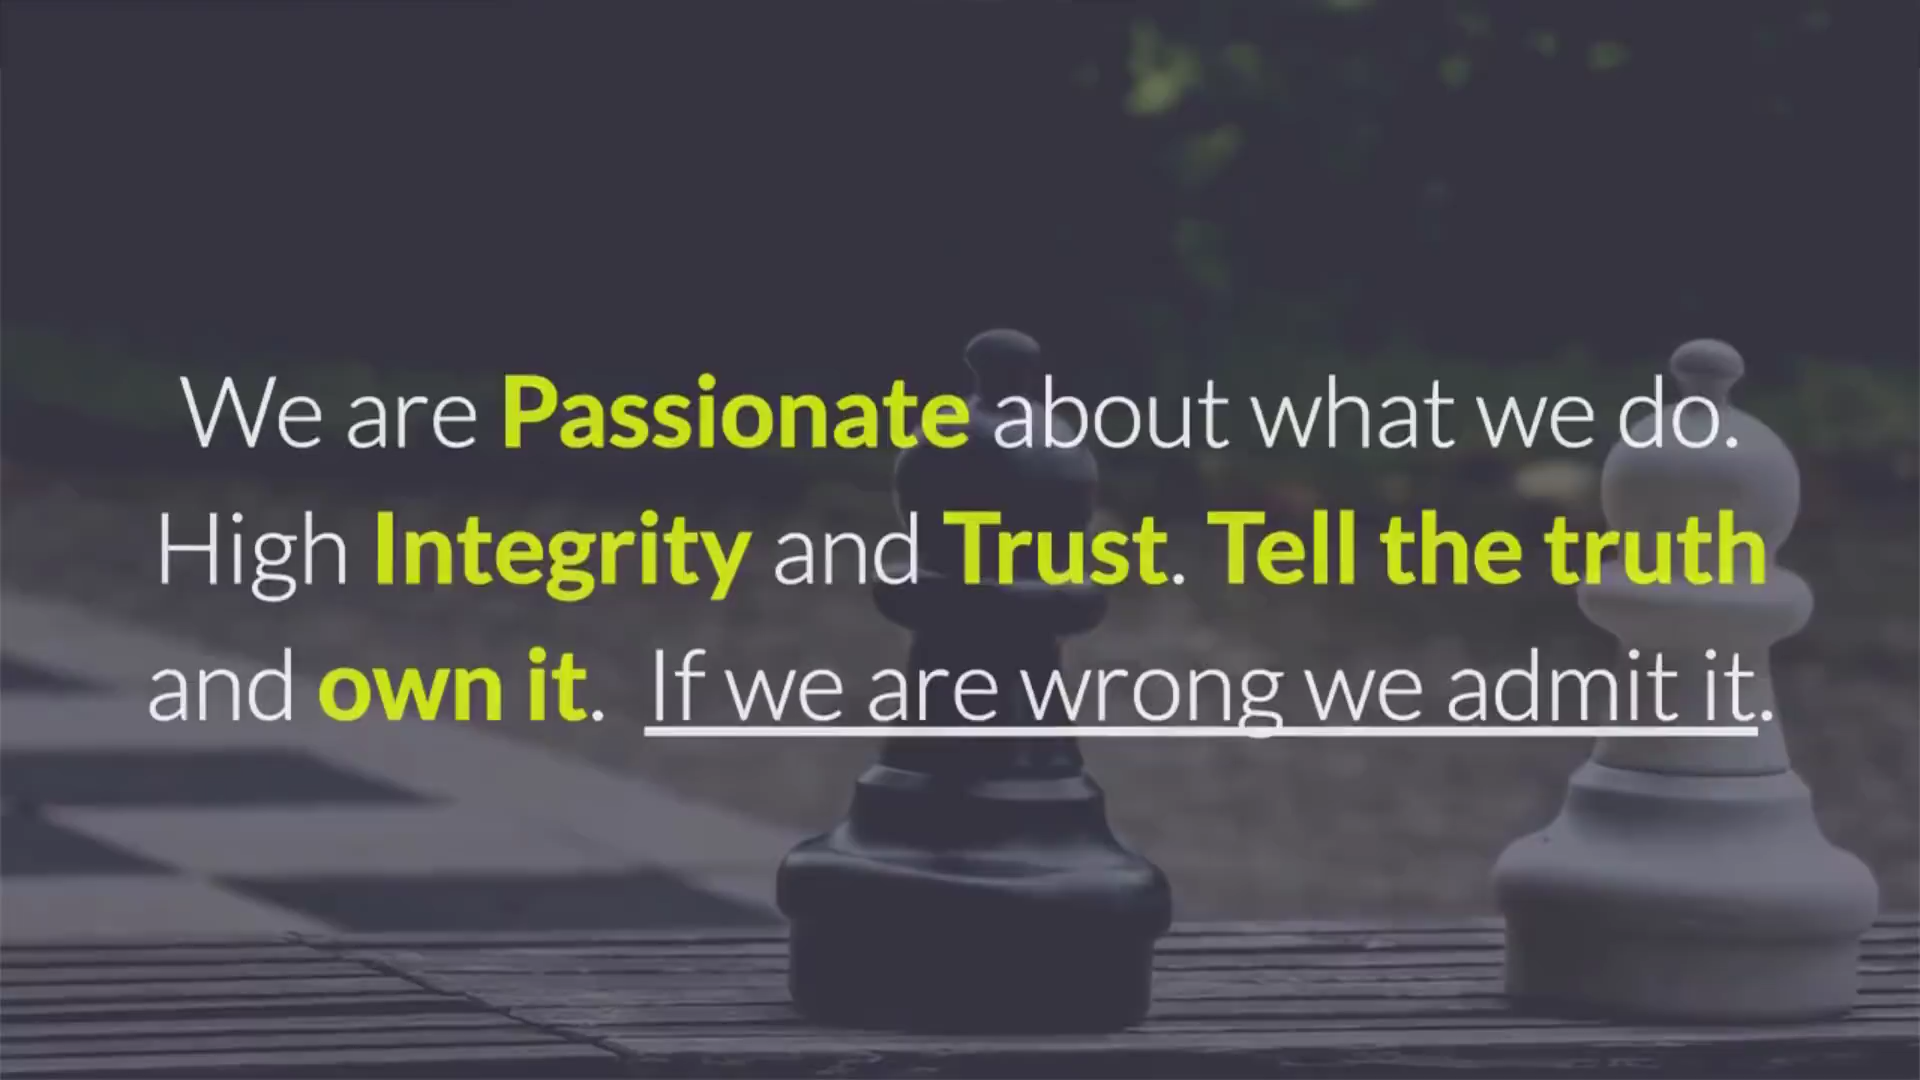 We are Passionate about what we do.
High Integrity and Trust. Tell the truth
and own it. If we are wrong we admit it.